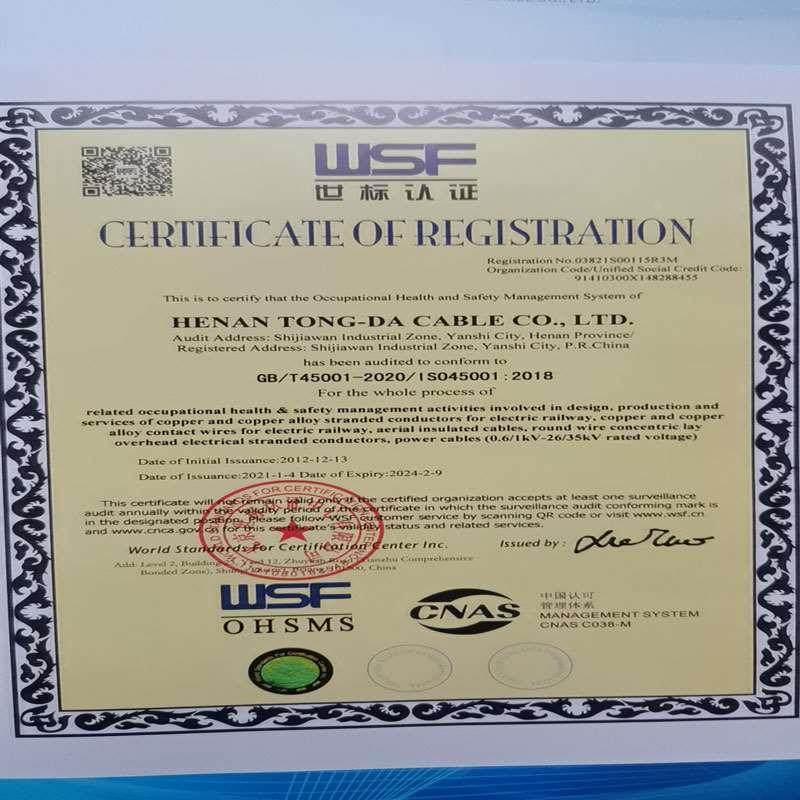 WSF
世标认证
CERTIFICATE OF REGISTRATION
Registration No.03821S00115R3M
Organization Code/Unified Social Credit Code:
91410300X148288455
This is to certify that the Occupational Health and Safety Management System of
HENAN TONG-DA CABLE CO., LTD.
Audit Address: Shijiawan Industrial Zone, Yanshi City, Henan Province/
Registered Address: Shijiawan Industrial Zone, Yanshi City, P.R.China
has been audited to conform to
GB/T45001-2020/ISO45001:2018
For the whole process of
related occupational health & safety management activities involved in design, production and
services of copper and copper alloy stranded conductors for electric railway, copper and copper
alloy contact wires for electric railway, aerial insulated cables, round wire concentric lay
overhead electrical stranded conductors, power cables (0.6/1kV-26/35kV rated voltage)
Date of Initial Issuance:2012-12-13
Date of Issuance:2021-1-4 Date of Expiry:2024-2-9
This certificate will not remain valid only if the certified organization accepts at least one surveillance
audit annually within the validity period of the certificate in which the surveillance audit conforming mark is
in the designated position. Please follow WSF customer service by scanning QR code or visit www.wsf.cn
and www.cnca.gov.cn for this certificate's validity status and related services.
World Standards For Certification Center Inc.
Issued by:
Add: Level 2, Building
Comprehensive
Bonded Zone),
China
WSF
OHSMS
CNAS
中国认可
管理体系
MANAGEMENT SYSTEM
CNAS C038-M